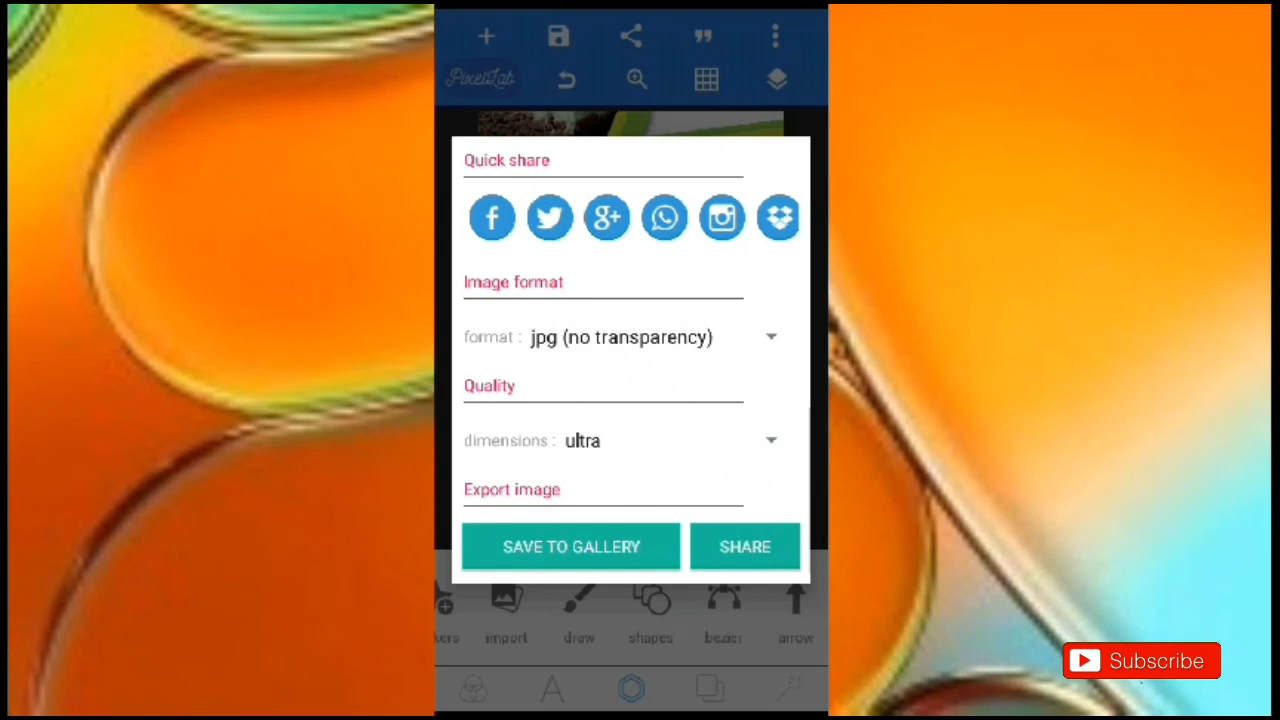 PixelLab
Quick share
Image format
format : jpg (no transparency)
Quality
dimensions : ultra
Export image
SAVE TO GALLERY SHARE
kers import draw shapes bezier arrow
Subscribe